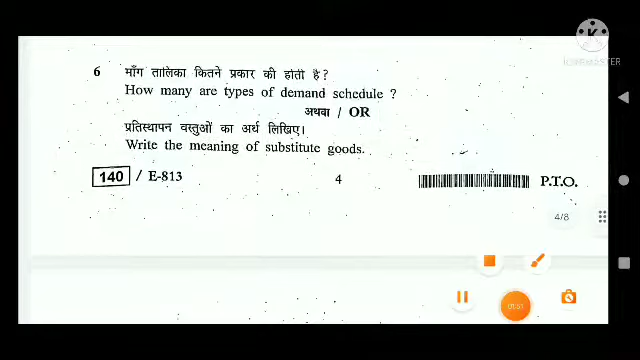 KINEMASTER
6 माँग तालिका कितने प्रकार की होती है?
How many are types of demand schedule ?
अथवा / OR
प्रतिस्थापन वस्तुओं का अर्थ लिखिए।
Write the meaning of substitute goods.
140 / E-813 4 P.T.O.
4/8